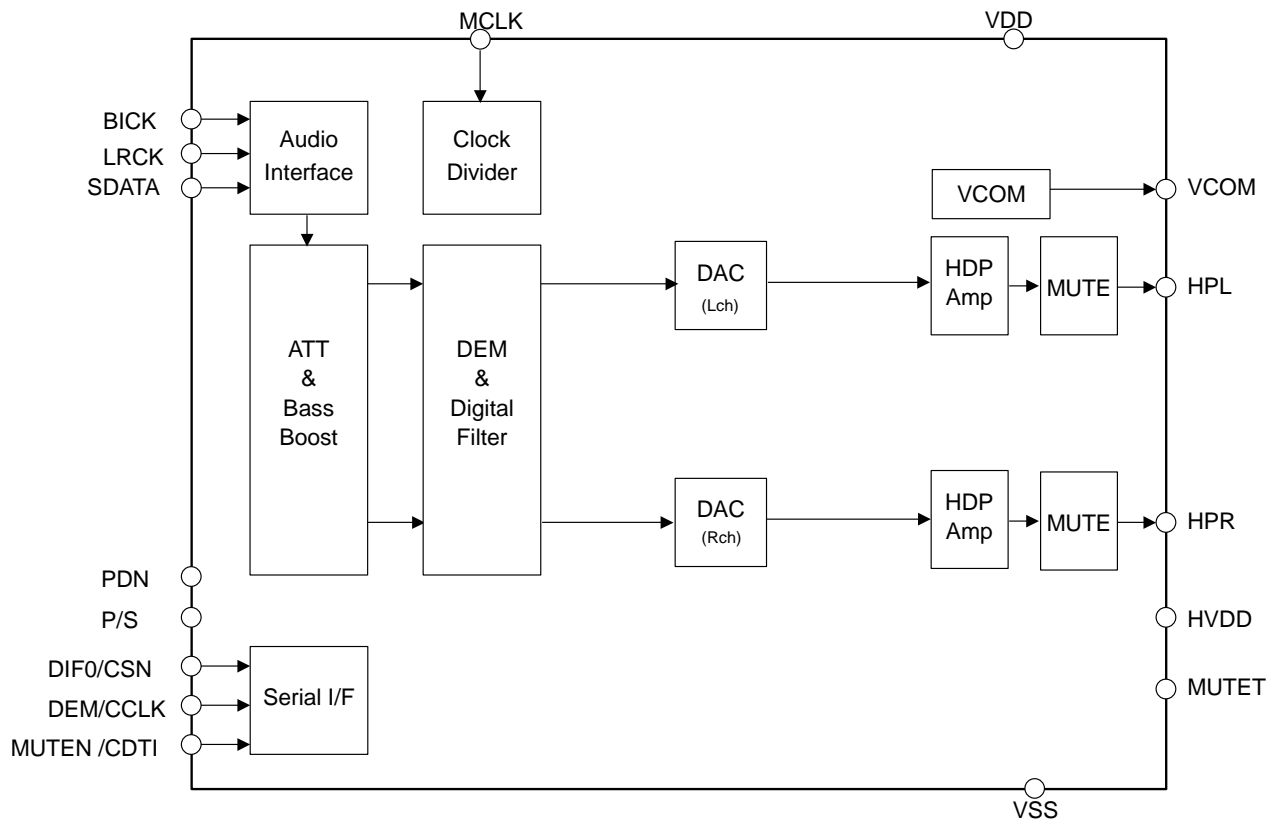 MCLK
VDD
BICK
LRCK
SDATA
Audio
Interface
Clock
Divider
VCOM
VCOM
ATT
&
Bass
Boost
DEM
&
Digital
Filter
DAC
(Lch)
HDP
Amp
MUTE
HPL
DAC
(Rch)
HDP
Amp
MUTE
HPR
PDN
P/S
HVDD
DIF0/CSN
DEM/CCLK
MUTEN /CDTI
Serial I/F
MUTET
VSS